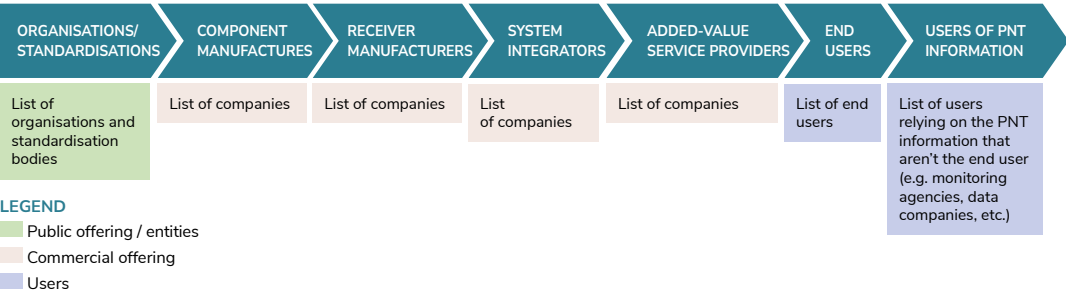 ORGANISATIONS/
STANDARDISATIONS
COMPONENT
MANUFACTURES
RECEIVER
MANUFACTURERS
SYSTEM
INTEGRATORS
ADDED-VALUE
SERVICE PROVIDERS
END
USERS
USERS OF PNT
INFORMATION
List of
organisations and
standardisation
bodies
List of companies
List of companies
List
of companies
List of companies
List of end
users
List of users
relying on the PNT
information that
aren't the end user
(e.g. monitoring
agencies, data
companies, etc.)
LEGEND
Public offering / entities
Commercial offering
Users